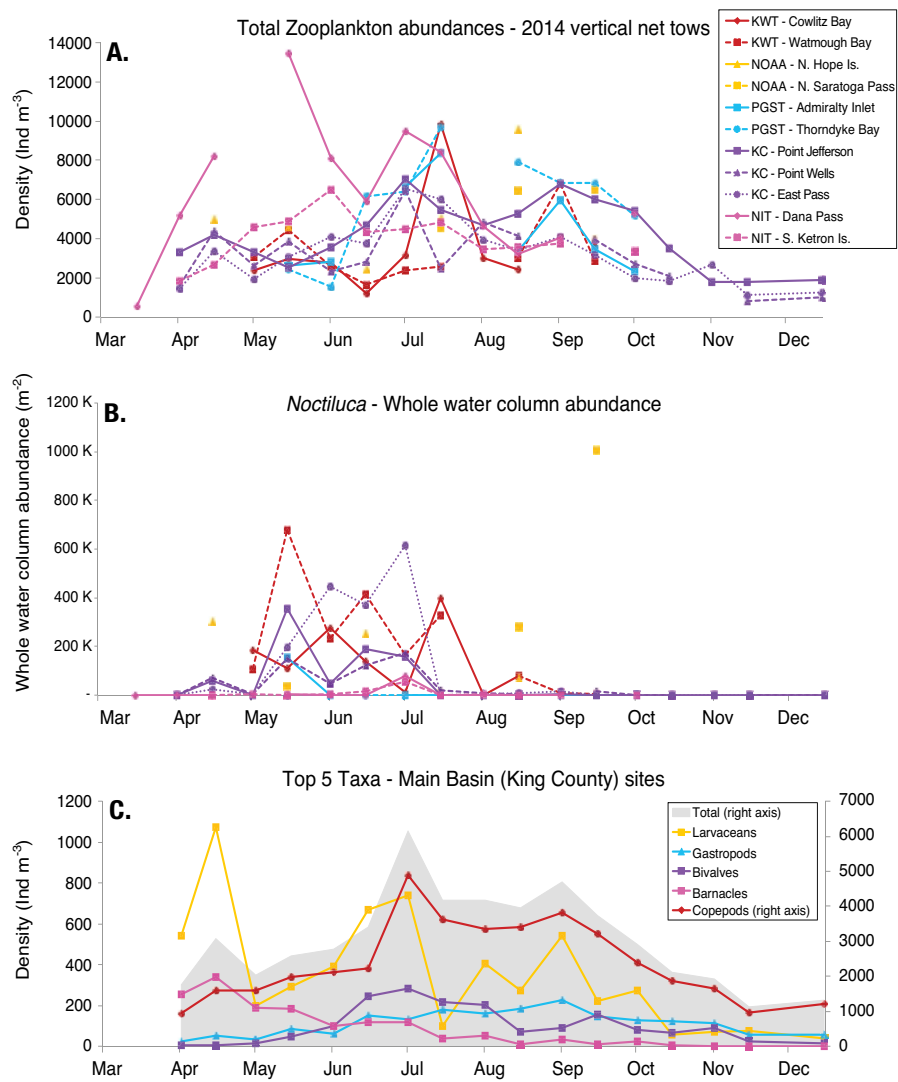 Total Zooplankton abundances - 2014 vertical net tows
A.
Density (Ind m-3)
14000
12000
10000
8000
6000
4000
2000
0
Mar Apr May Jun Jul Aug Sep Oct Nov Dec
KWT - Cowlitz Bay
KWT - Watmough Bay
NOAA - N. Hope Is.
NOAA - N. Saratoga Pass
PGST - Admiralty Inlet
PGST - Thorndyke Bay
KC - Point Jefferson
KC - Point Wells
KC - East Pass
NIT - Dana Pass
NIT - S. Ketron Is.
Noctiluca - Whole water column abundance
B.
Whole water column abundance (m-2)
1200 K
1000 K
800 K
600 K
400 K
200 K
-
Mar Apr May Jun Jul Aug Sep Oct Nov Dec
Top 5 Taxa - Main Basin (King County) sites
C.
Density (Ind m-3)
1200
1000
800
600
400
200
0
7000
6000
5000
4000
3000
2000
1000
0
Mar Apr May Jun Jul Aug Sep Oct Nov Dec
Total (right axis)
Larvaceans
Gastropods
Bivalves
Barnacles
Copepods (right axis)